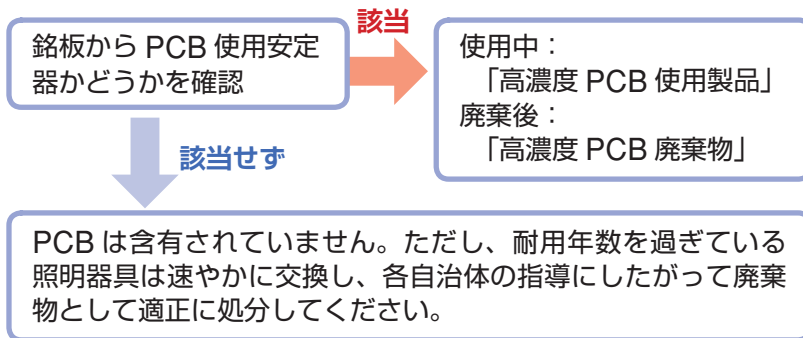 銘板から PCB 使用安定
器かどうかを確認
該当
使用中：
「高濃度 PCB 使用製品」
廃棄後：
「高濃度 PCB 廃棄物」
該当せず
PCB は含有されていません。ただし、耐用年数を過ぎている
照明器具は速やかに交換し、各自治体の指導にしたがって廃棄
物として適正に処分してください。